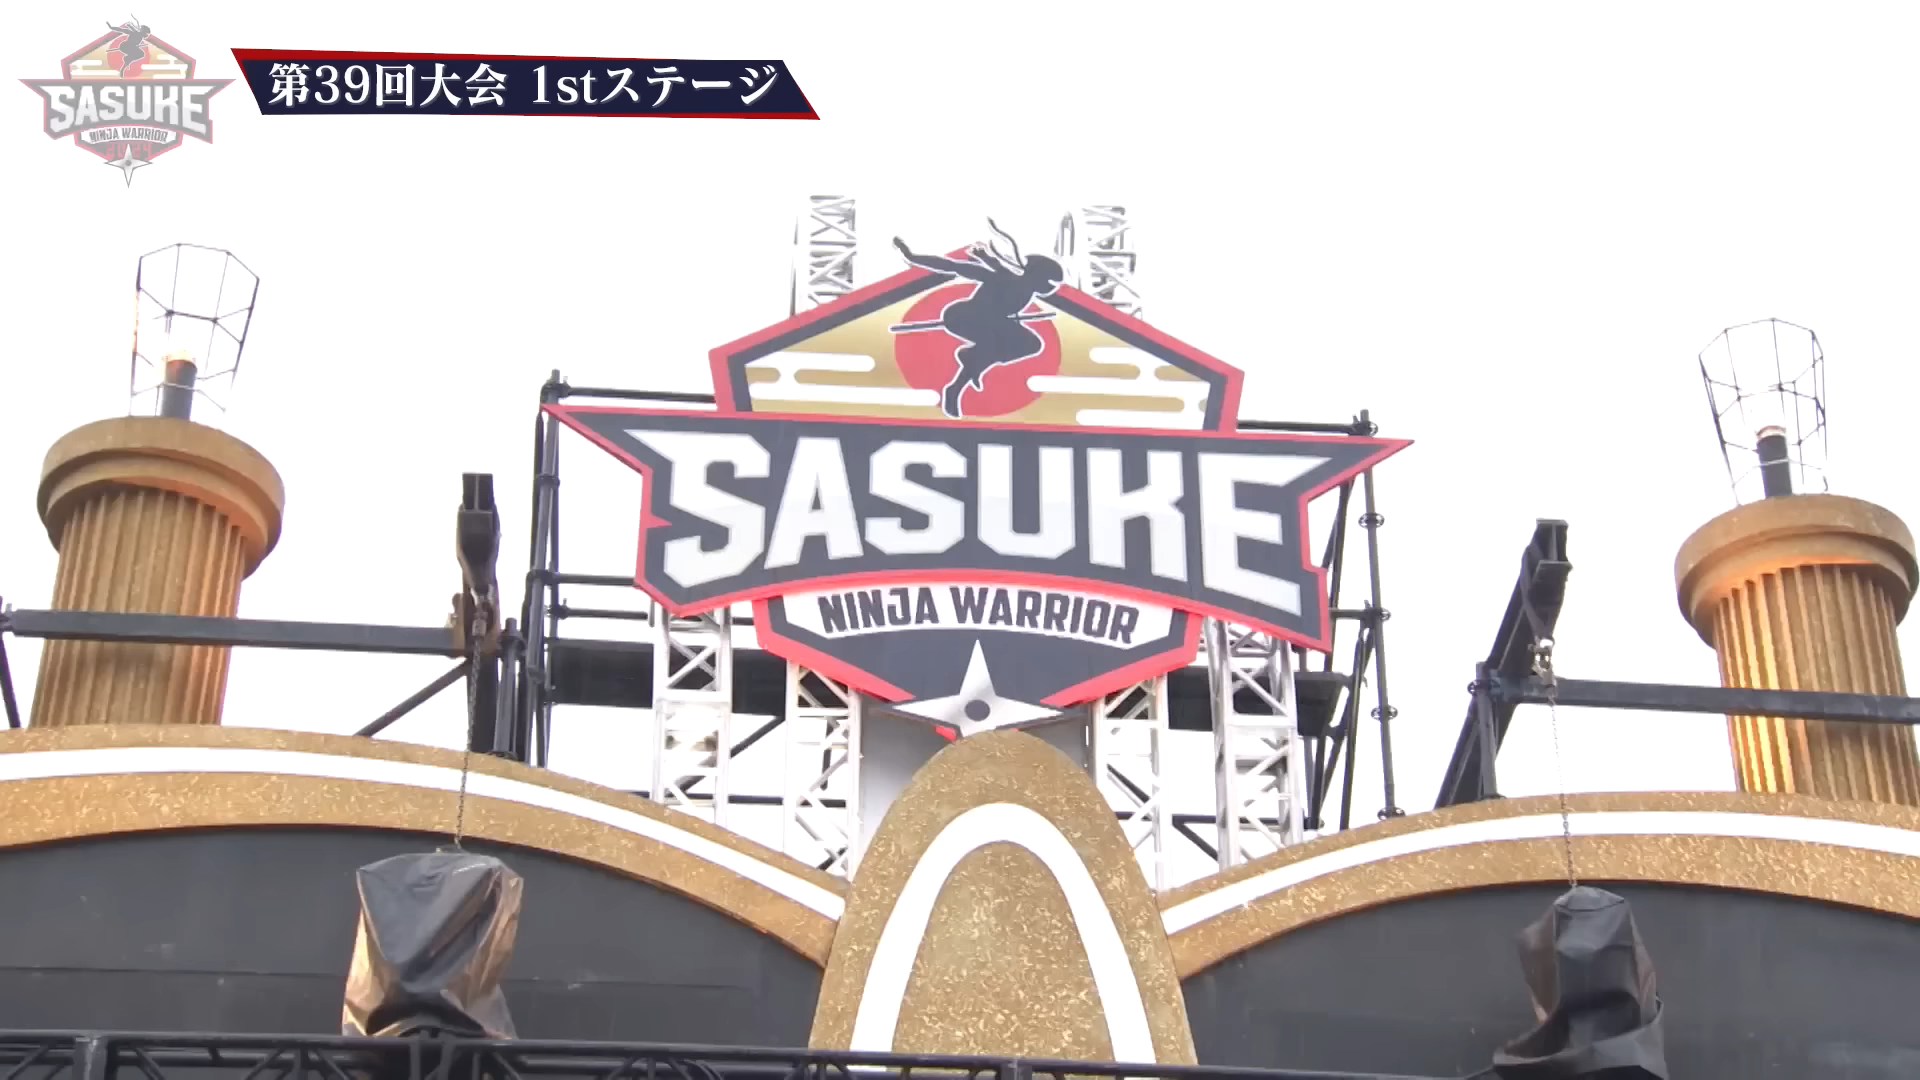 第39回大会 1stステージ
SASUKE
NINJA WARRIOR
2024
SASUKE
NINJA WARRIOR